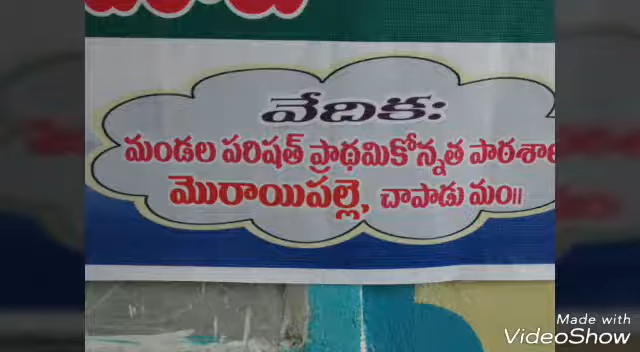 వేదిక:
మండల పరిషత్ ప్రాథమికోన్నత పాఠశాల
మొరాయిపల్లె, చాపాడు మం॥
Made with
VideoShow